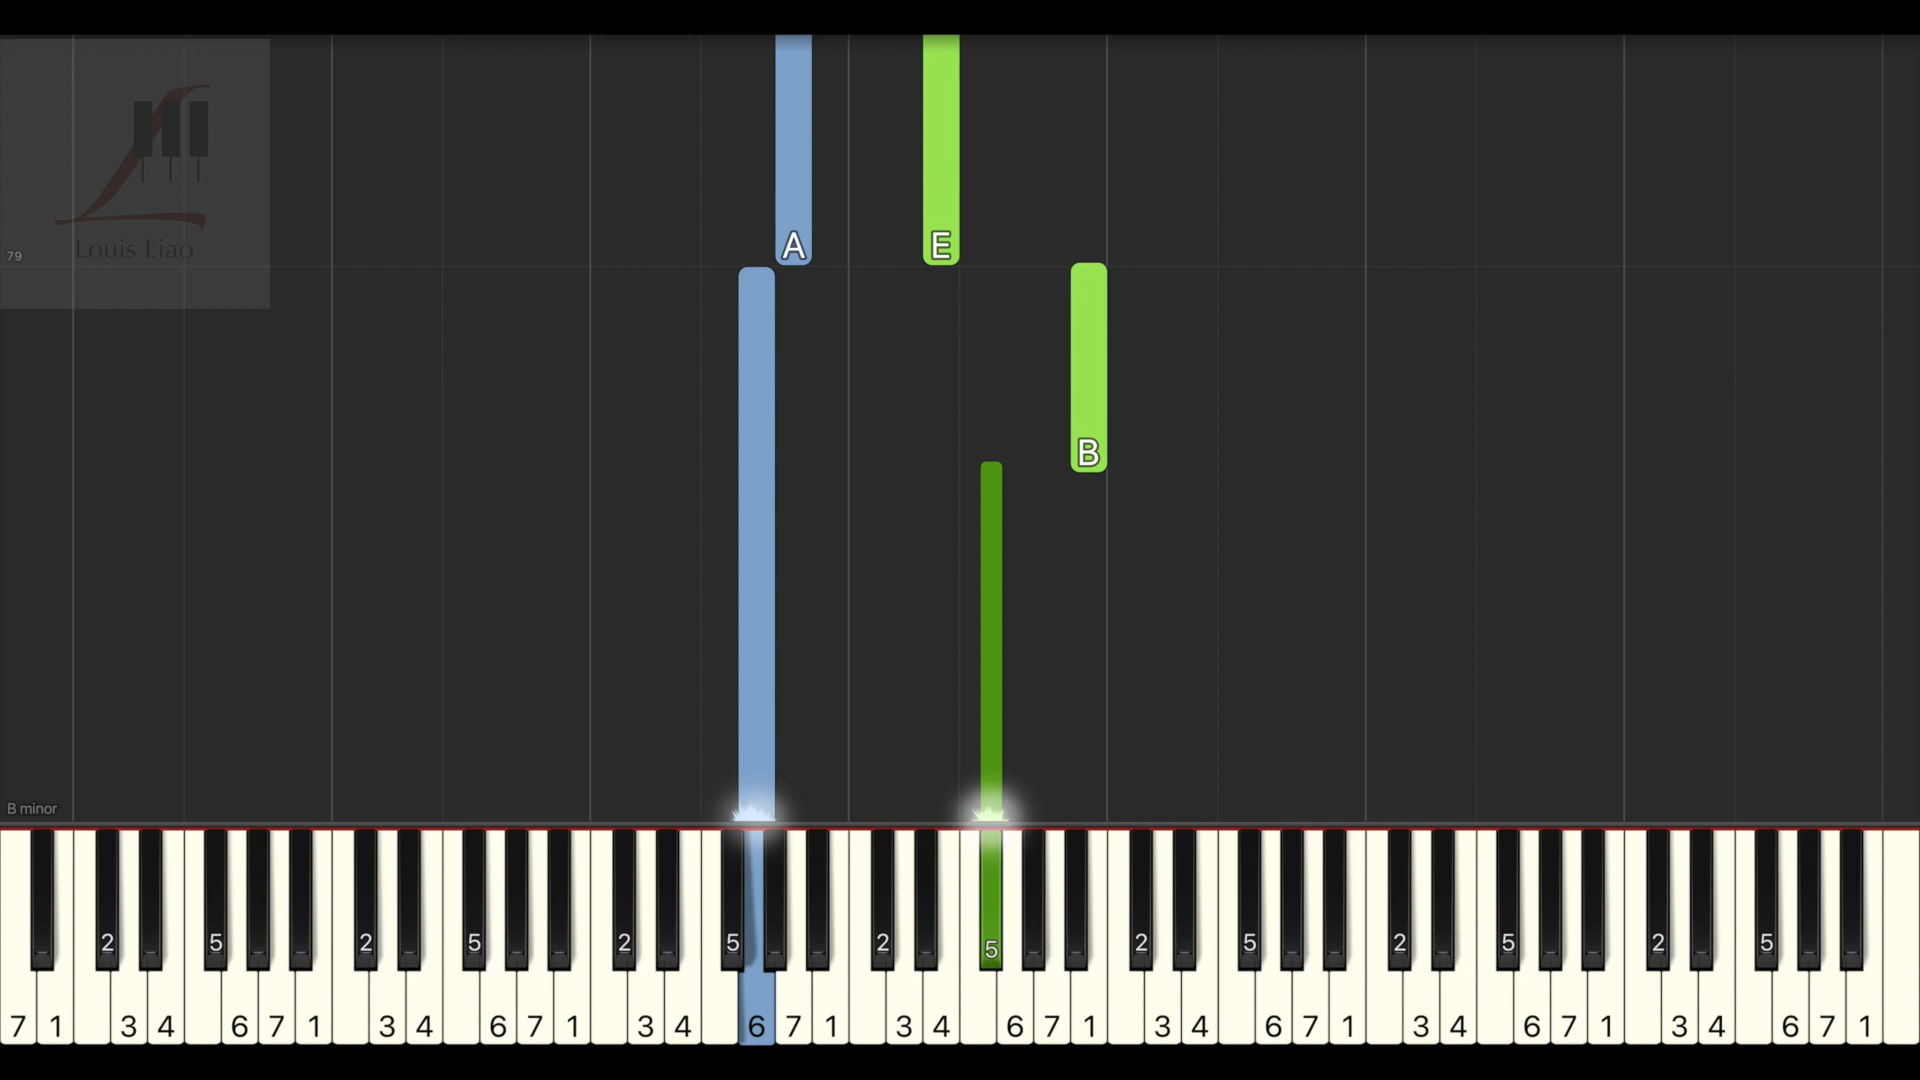 A E
79
Louis Liao
B
B minor
2 5 2 5 2 5 2 5 2 5 2 5 2 5
7 1 3 4 6 7 1 3 4 6 7 1 3 4 6 7 1 3 4 6 7 1 3 4 6 7 1 3 4 6 7 1 3 4 6 7 1